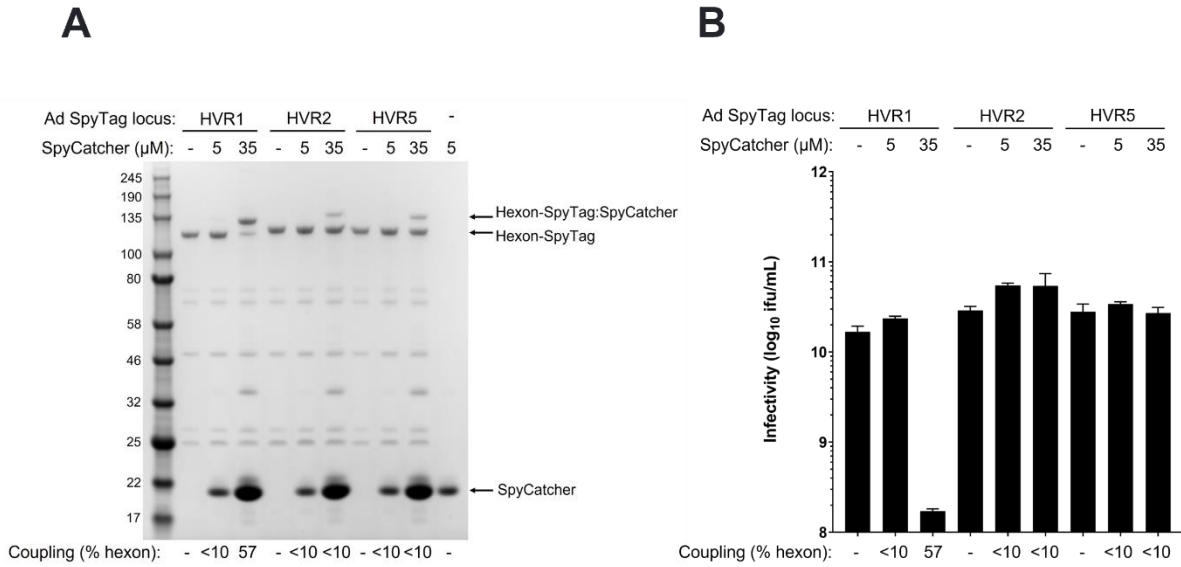 A
Ad SpyTag locus: HVR1 HVR2 HVR5 -
SpyCatcher (µM): - 5 35 - 5 35 - 5 35 5
245
190
135
100
80
58
46
32
25
22
17
Hexon-SpyTag:SpyCatcher
Hexon-SpyTag
SpyCatcher
Coupling (% hexon): - <10 57 - <10 <10 - <10 <10 -
B
Ad SpyTag locus: HVR1 HVR2 HVR5
SpyCatcher (µM): - 5 35 - 5 35 - 5 35
Infectivity (log₁₀ ifu/mL)
12
11
10
9
8
Coupling (% hexon): - <10 57 - <10 <10 - <10 <10